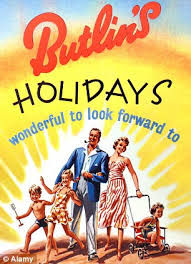 Butlin's
HOLIDAYS
wonderful to look forward to
© Alamy